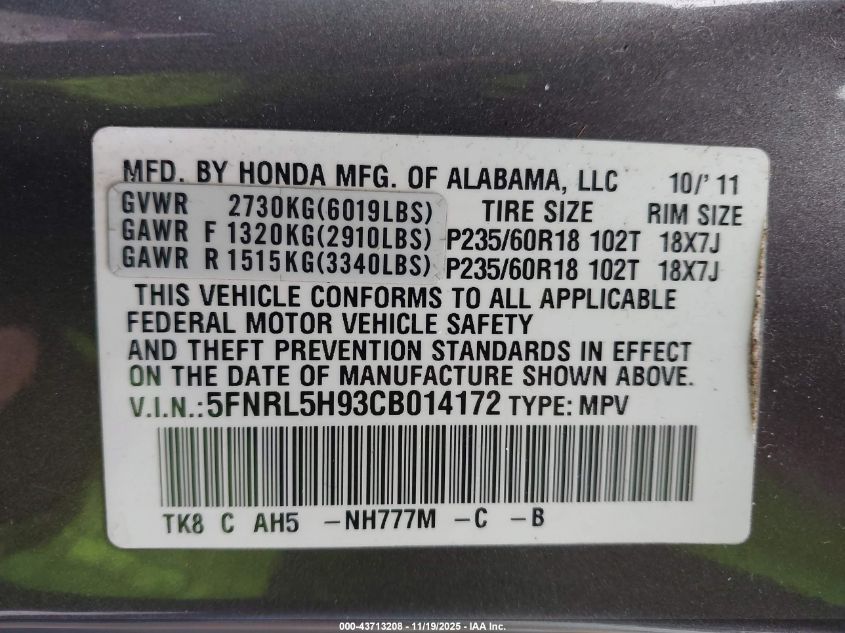 MFD. BY HONDA MFG. OF ALABAMA, LLC 10/'11
GVWR 2730KG(6019LBS) TIRE SIZE RIM SIZE
GAWR F 1320KG(2910LBS) P235/60R18 102T 18X7J
GAWR R 1515KG(3340LBS) P235/60R18 102T 18X7J
THIS VEHICLE CONFORMS TO ALL APPLICABLE
FEDERAL MOTOR VEHICLE SAFETY
AND THEFT PREVENTION STANDARDS IN EFFECT
ON THE DATE OF MANUFACTURE SHOWN ABOVE.
V.I.N.: 5FNRL5H93CB014172 TYPE: MPV
TK8 C AH5 -NH777M -C -B
000-43713208 - 11/19/2025 - IAA Inc.